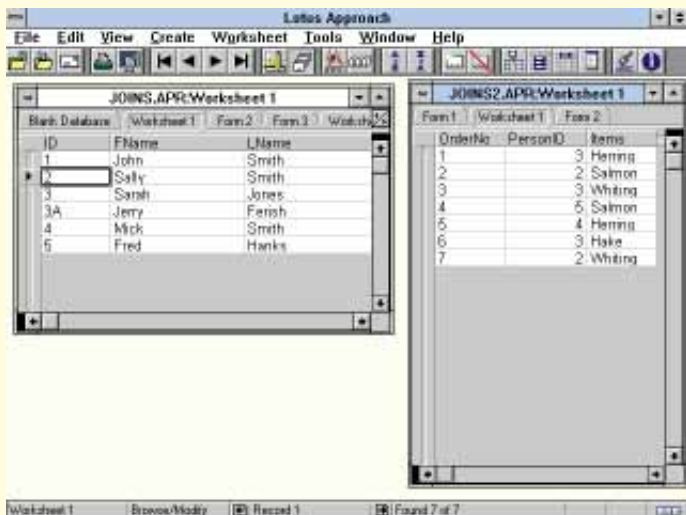 Lotus Approach
File Edit View Create Worksheet Tools Window Help
JOINS.APR:Worksheet 1
Blank Database Worksheet 1 Form 2 Form 3 Worksh
ID FName LName
1 John Smith
2 Sally Smith
3 Sarah Jones
3A Jerry Ferish
4 Mick Smith
5 Fred Hanks
JOINS2.APR:Worksheet 1
Form 1 Worksheet 1 Form 2
OrderNo PersonID Items
1 3 Herring
2 2 Salmon
3 3 Whiting
4 5 Salmon
5 4 Herring
6 3 Hake
7 2 Whiting
Worksheet 1 Browse/Modify Record 1 Found 7 of 7